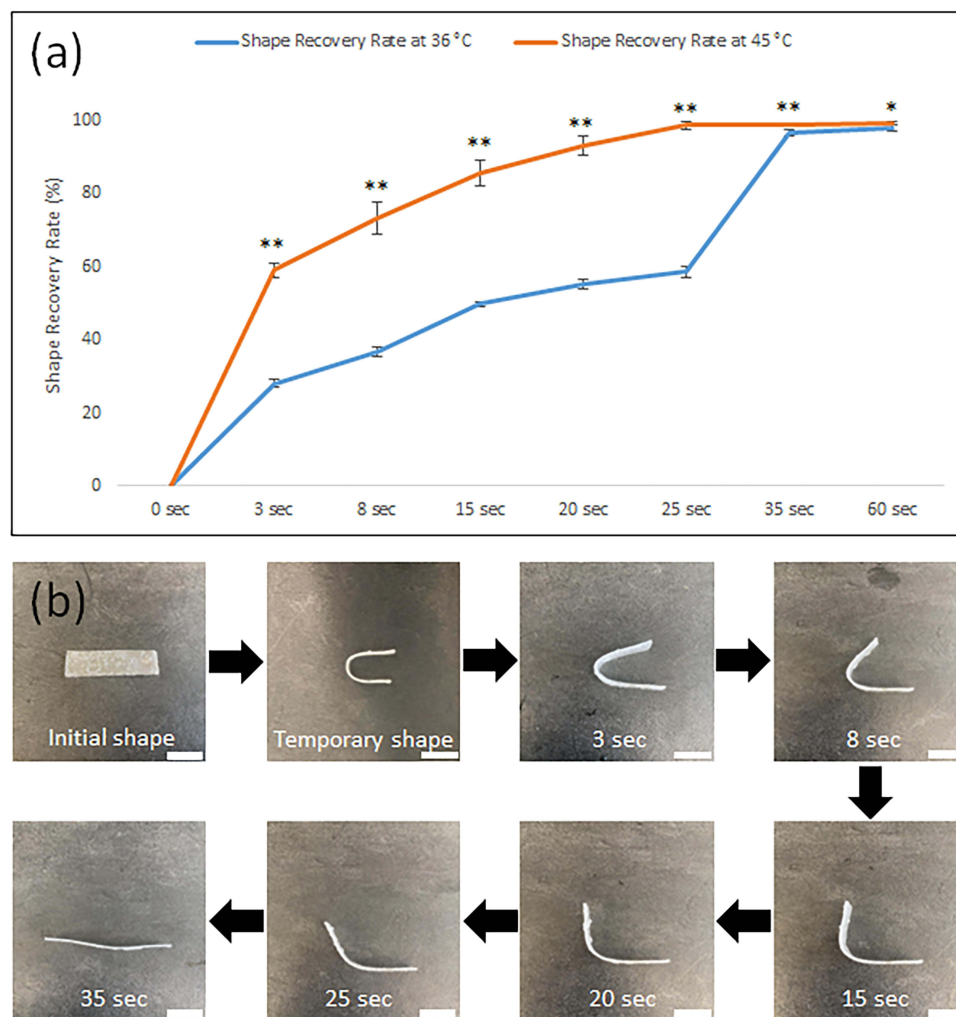 (a)
Shape Recovery Rate at 36 °C
Shape Recovery Rate at 45 °C
Shape Recovery Rate (%)
100
80
60
40
20
0
**
**
**
**
**
**
*
0 sec
3 sec
8 sec
15 sec
20 sec
25 sec
35 sec
60 sec
(b)
Initial shape
Temporary shape
3 sec
8 sec
35 sec
25 sec
20 sec
15 sec